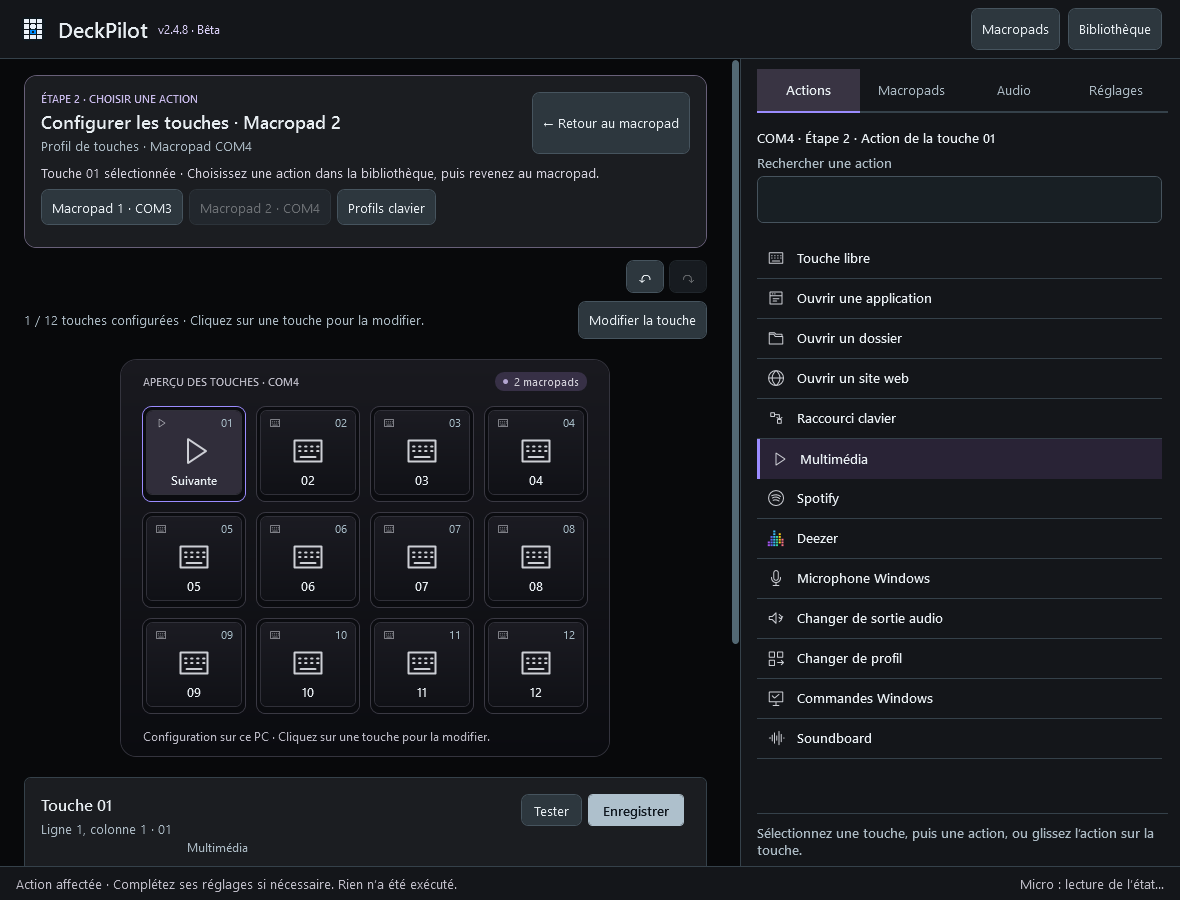 DeckPilot v2.4.8 · Bêta
Macropads
Bibliothèque
ÉTAPE 2 · CHOISIR UNE ACTION
Configurer les touches · Macropad 2
Profil de touches · Macropad COM4
← Retour au macropad
Touche 01 sélectionnée · Choisissez une action dans la bibliothèque, puis revenez au macropad.
Macropad 1 · COM3
Macropad 2 · COM4
Profils clavier
1 / 12 touches configurées · Cliquez sur une touche pour la modifier.
Modifier la touche
APERÇU DES TOUCHES · COM4
2 macropads
01
Suivante
02
02
03
03
04
04
05
05
06
06
07
07
08
08
09
09
10
10
11
11
12
12
Configuration sur ce PC · Cliquez sur une touche pour la modifier.
Touche 01
Ligne 1, colonne 1 · 01
Tester
Enregistrer
Multimédia
Actions
Macropads
Audio
Réglages
COM4 · Étape 2 · Action de la touche 01
Rechercher une action
Touche libre
Ouvrir une application
Ouvrir un dossier
Ouvrir un site web
Raccourci clavier
Multimédia
Spotify
Deezer
Microphone Windows
Changer de sortie audio
Changer de profil
Commandes Windows
Soundboard
Sélectionnez une touche, puis une action, ou glissez l'action sur la
touche.
Action affectée · Complétez ses réglages si nécessaire. Rien n'a été exécuté.
Micro : lecture de l'état...